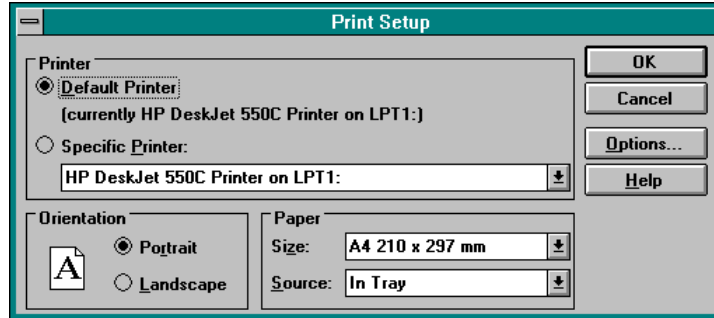 Print Setup
Printer
Default Printer
(currently HP DeskJet 550C Printer on LPT1:)
Specific Printer:
HP DeskJet 550C Printer on LPT1:
OK
Cancel
Options...
Help
Orientation
A
Portrait
Landscape
Paper
Size: A4 210 x 297 mm
Source: In Tray